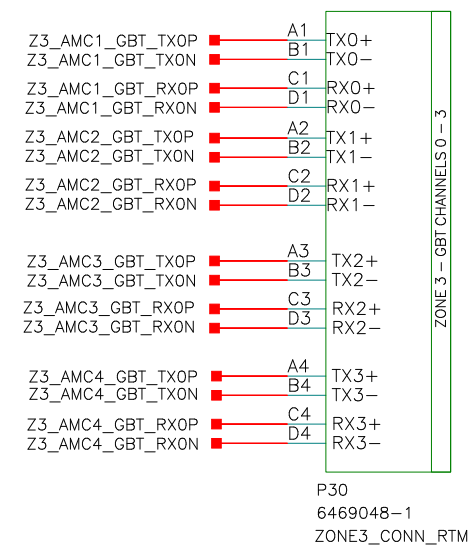 Z3_AMC1_GBT_TX0P A1 TX0+
Z3_AMC1_GBT_TX0N B1 TX0-
Z3_AMC1_GBT_RX0P C1 RX0+
Z3_AMC1_GBT_RX0N D1 RX0-
Z3_AMC2_GBT_TX0P A2 TX1+
Z3_AMC2_GBT_TX0N B2 TX1-
Z3_AMC2_GBT_RX0P C2 RX1+
Z3_AMC2_GBT_RX0N D2 RX1-
Z3_AMC3_GBT_TX0P A3 TX2+
Z3_AMC3_GBT_TX0N B3 TX2-
Z3_AMC3_GBT_RX0P C3 RX2+
Z3_AMC3_GBT_RX0N D3 RX2-
Z3_AMC4_GBT_TX0P A4 TX3+
Z3_AMC4_GBT_TX0N B4 TX3-
Z3_AMC4_GBT_RX0P C4 RX3+
Z3_AMC4_GBT_RX0N D4 RX3-
ZONE 3 - GBT CHANNELS 0 - 3
P30
6469048-1
ZONE3_CONN_RTM